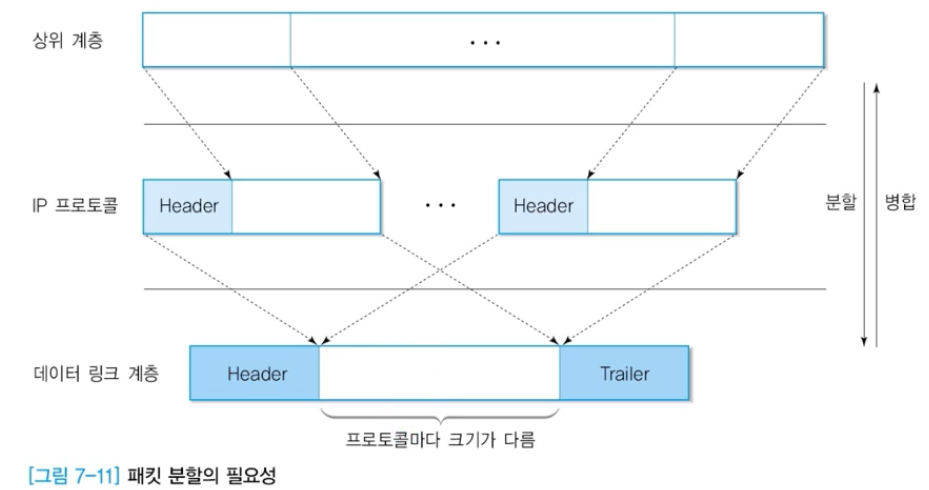 상위 계층
...
IP 프로토콜
Header
...
Header
분할
병합
데이터 링크 계층
Header
Trailer
프로토콜마다 크기가 다름
[그림 7-11] 패킷 분할의 필요성